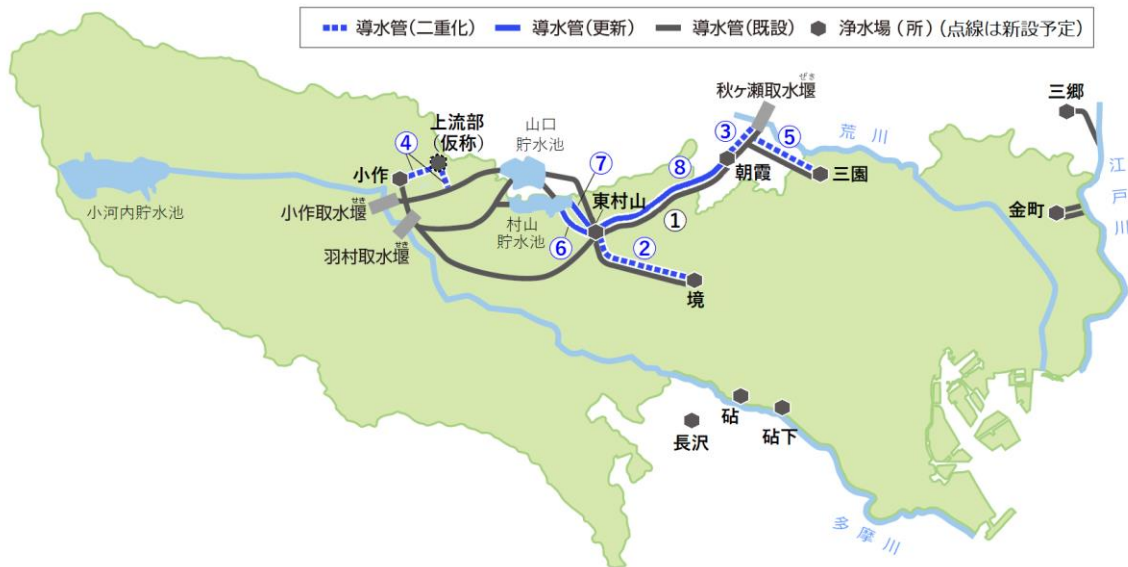 導水管(二重化) 導水管(更新) 導水管(既設) 浄水場(所)(点線は新設予定)
ぜき
秋ヶ瀬取水堰
三郷
上流部
(仮称)
山口
貯水池
荒川
③
⑤
④
⑦
⑧
朝霞
三園
小作
小河内貯水池
東村山
①
金町
江戸川
せき
小作取水堰
村山
貯水池
せき
羽村取水堰
⑥
②
境
砧
砧下
長沢
多摩川